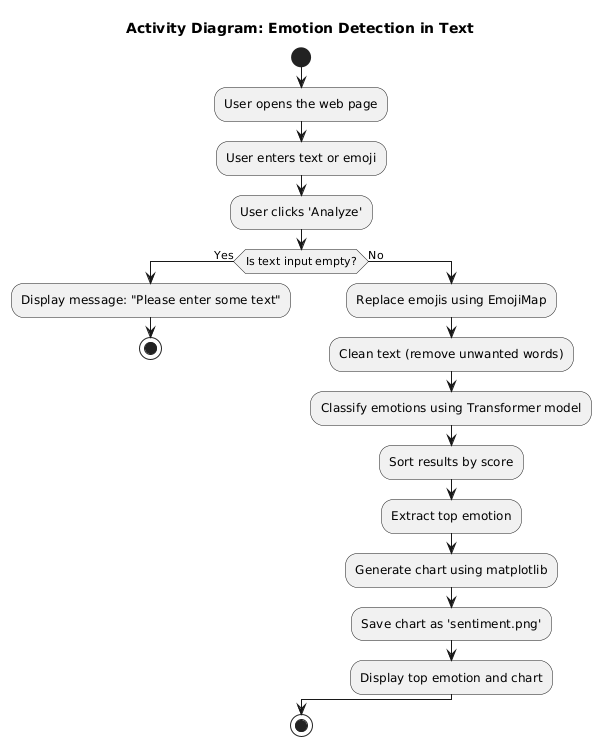 Activity Diagram: Emotion Detection in Text
User opens the web page
User enters text or emoji
User clicks 'Analyze'
Yes
Is text input empty?
No
Display message: "Please enter some text"
Replace emojis using EmojiMap
Clean text (remove unwanted words)
Classify emotions using Transformer model
Sort results by score
Extract top emotion
Generate chart using matplotlib
Save chart as 'sentiment.png'
Display top emotion and chart